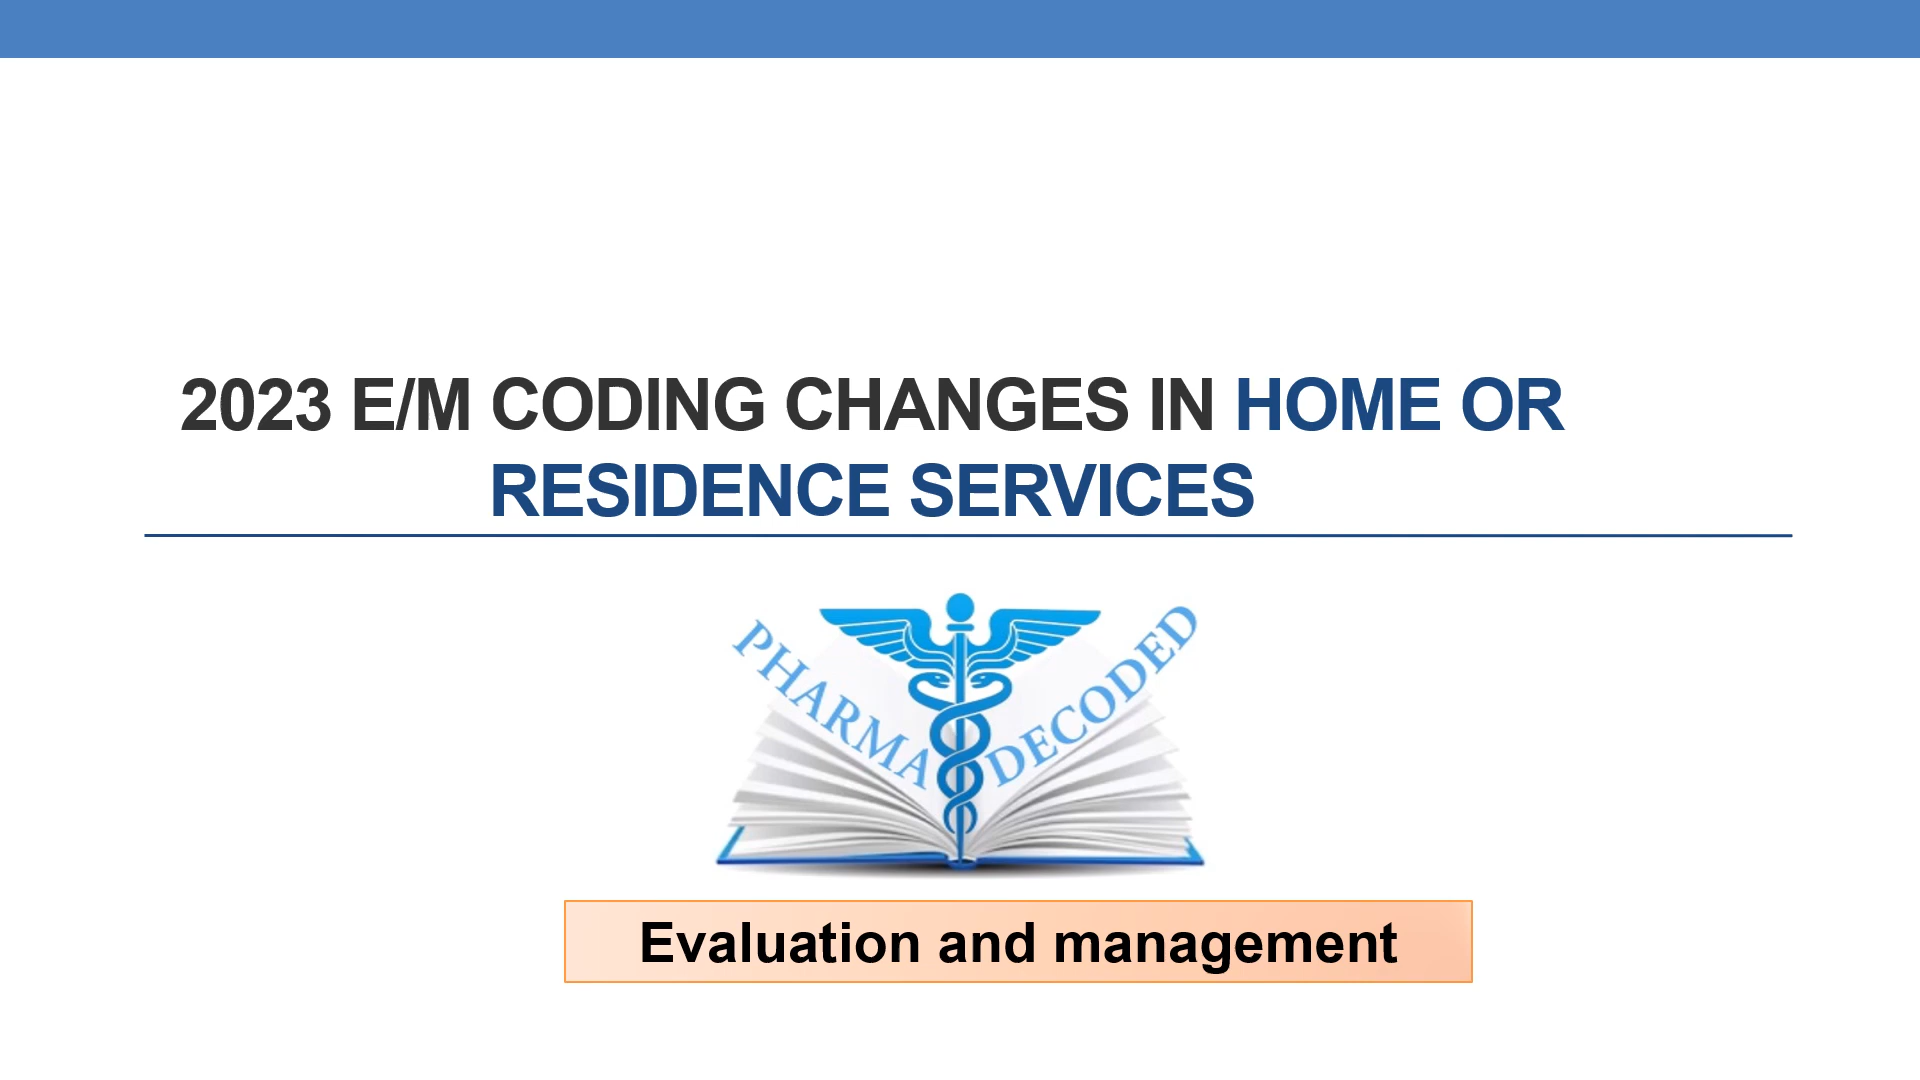 2023 E/M CODING CHANGES IN HOME OR
RESIDENCE SERVICES
PHARMA DECODED
Evaluation and management